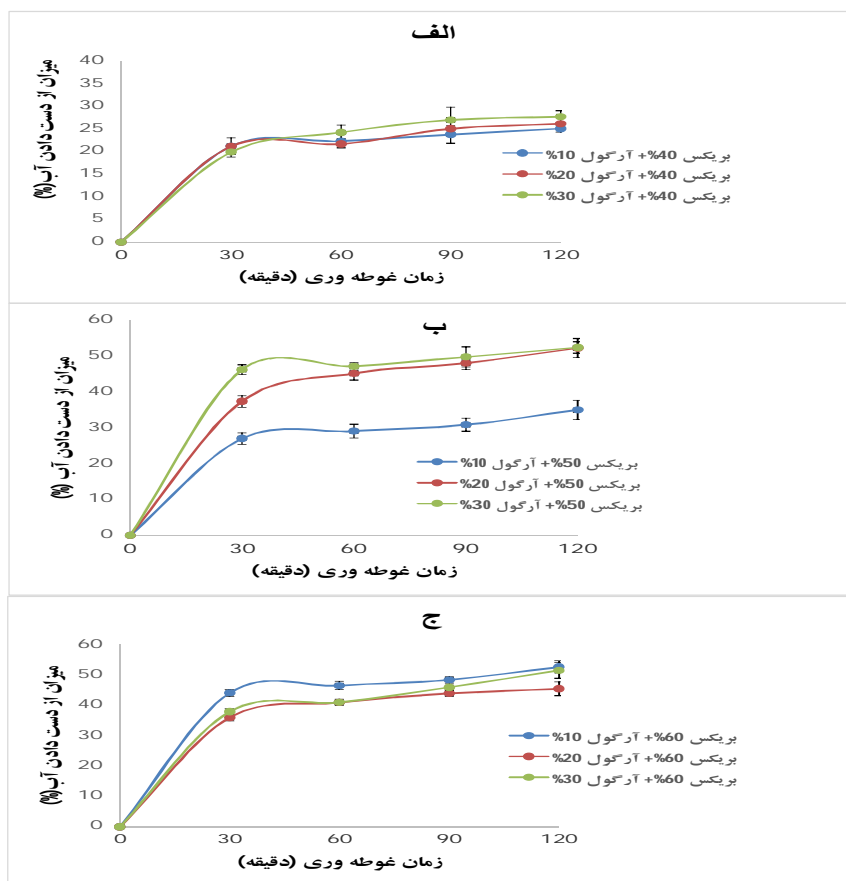 الف
میزان از دست دادن آب(%)
40
35
30
25
20
15
10
5
0
بریکس 40%+ آرگول 10%
بریکس 40%+ آرگول 20%
بریکس 40%+ آرگول 30%
0 30 60 90 120
زمان غوطه وری (دقیقه)
ب
میزان از دست دادن آب (%)
60
50
40
30
20
10
0
بریکس 50%+ آرگول 10%
بریکس 50%+ آرگول 20%
بریکس 50%+ آرگول 30%
0 30 60 90 120
زمان غوطه وری (دقیقه)
ج
میزان از دست دادن آب(%)
60
50
40
30
20
10
0
بریکس 60%+ آرگول 10%
بریکس 60%+ آرگول 20%
بریکس 60%+ آرگول 30%
0 30 60 90 120
زمان غوطه وری (دقیقه)